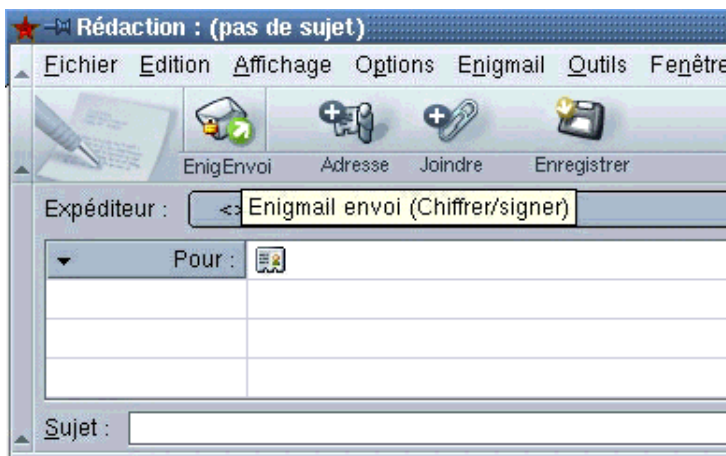 Rédaction : (pas de sujet)
Fichier Edition Affichage Options Enigmail Outils Fenêtre
EnigEnvoi Adresse Joindre Enregistrer
Expéditeur : <> Enigmail envoi (Chiffrer/signer)
Pour :
Sujet :